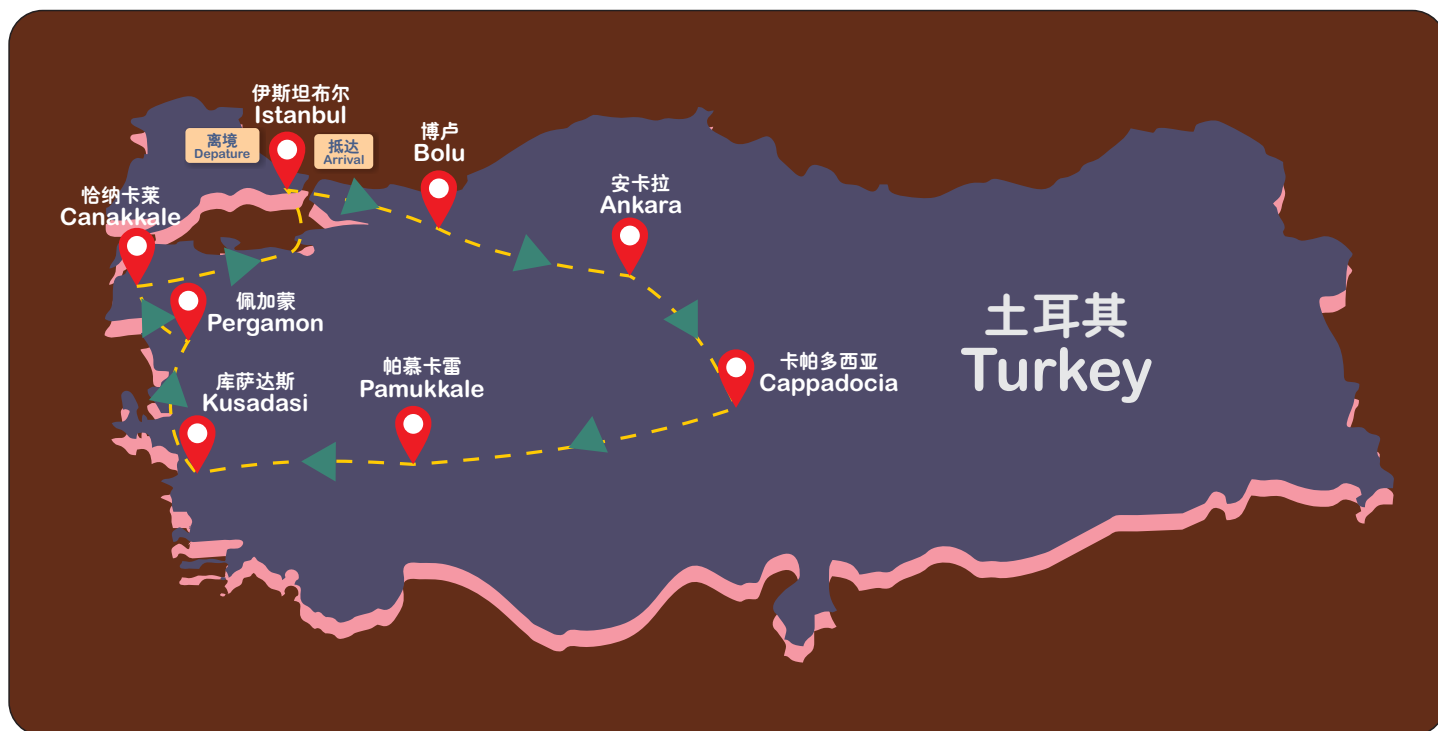 伊斯坦布尔
Istanbul
离境
Depature
抵达
Arrival
博卢
Bolu
恰纳卡莱
Canakkale
安卡拉
Ankara
佩加蒙
Pergamon
土耳其
Turkey
库萨达斯
Kusadasi
帕慕卡雷
Pamukkale
卡帕多西亚
Cappadocia